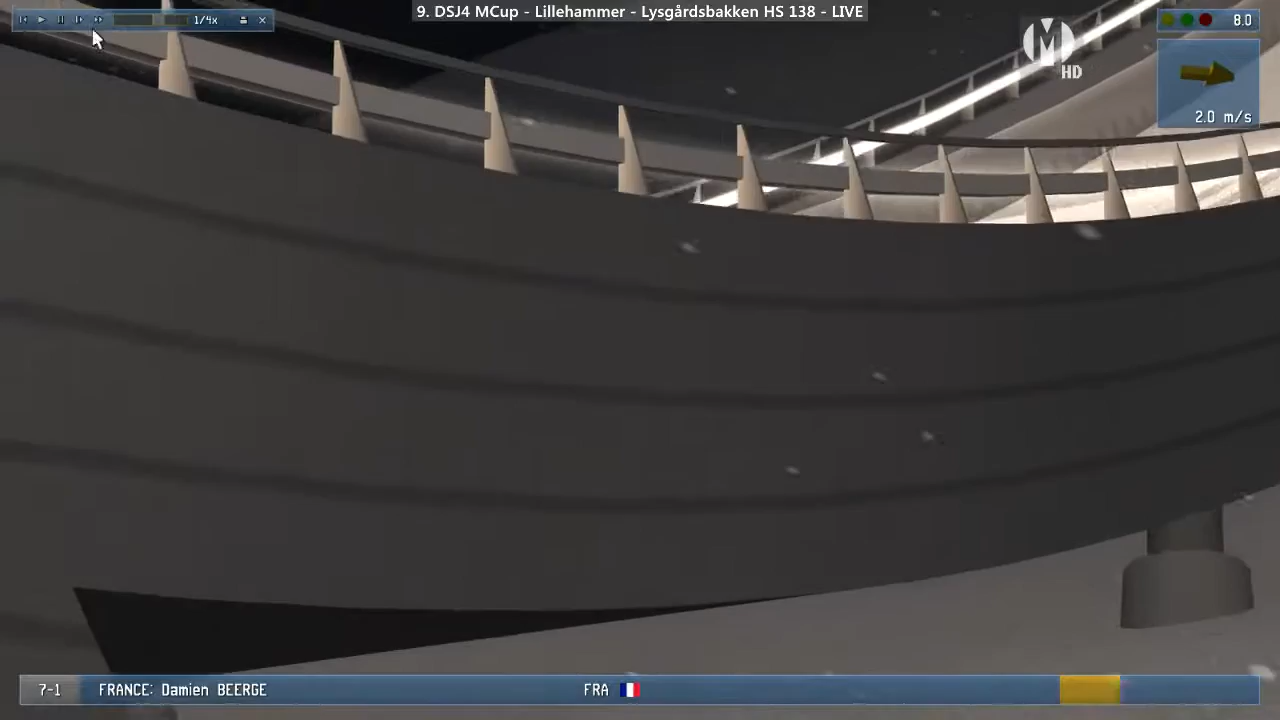 1/4x
9. DSJ4 MCup - Lillehammer - Lysgårdsbakken HS 138 - LIVE
M
HD
8.0
2.0 m/s
7-1 FRANCE: Damien BEERGE FRA